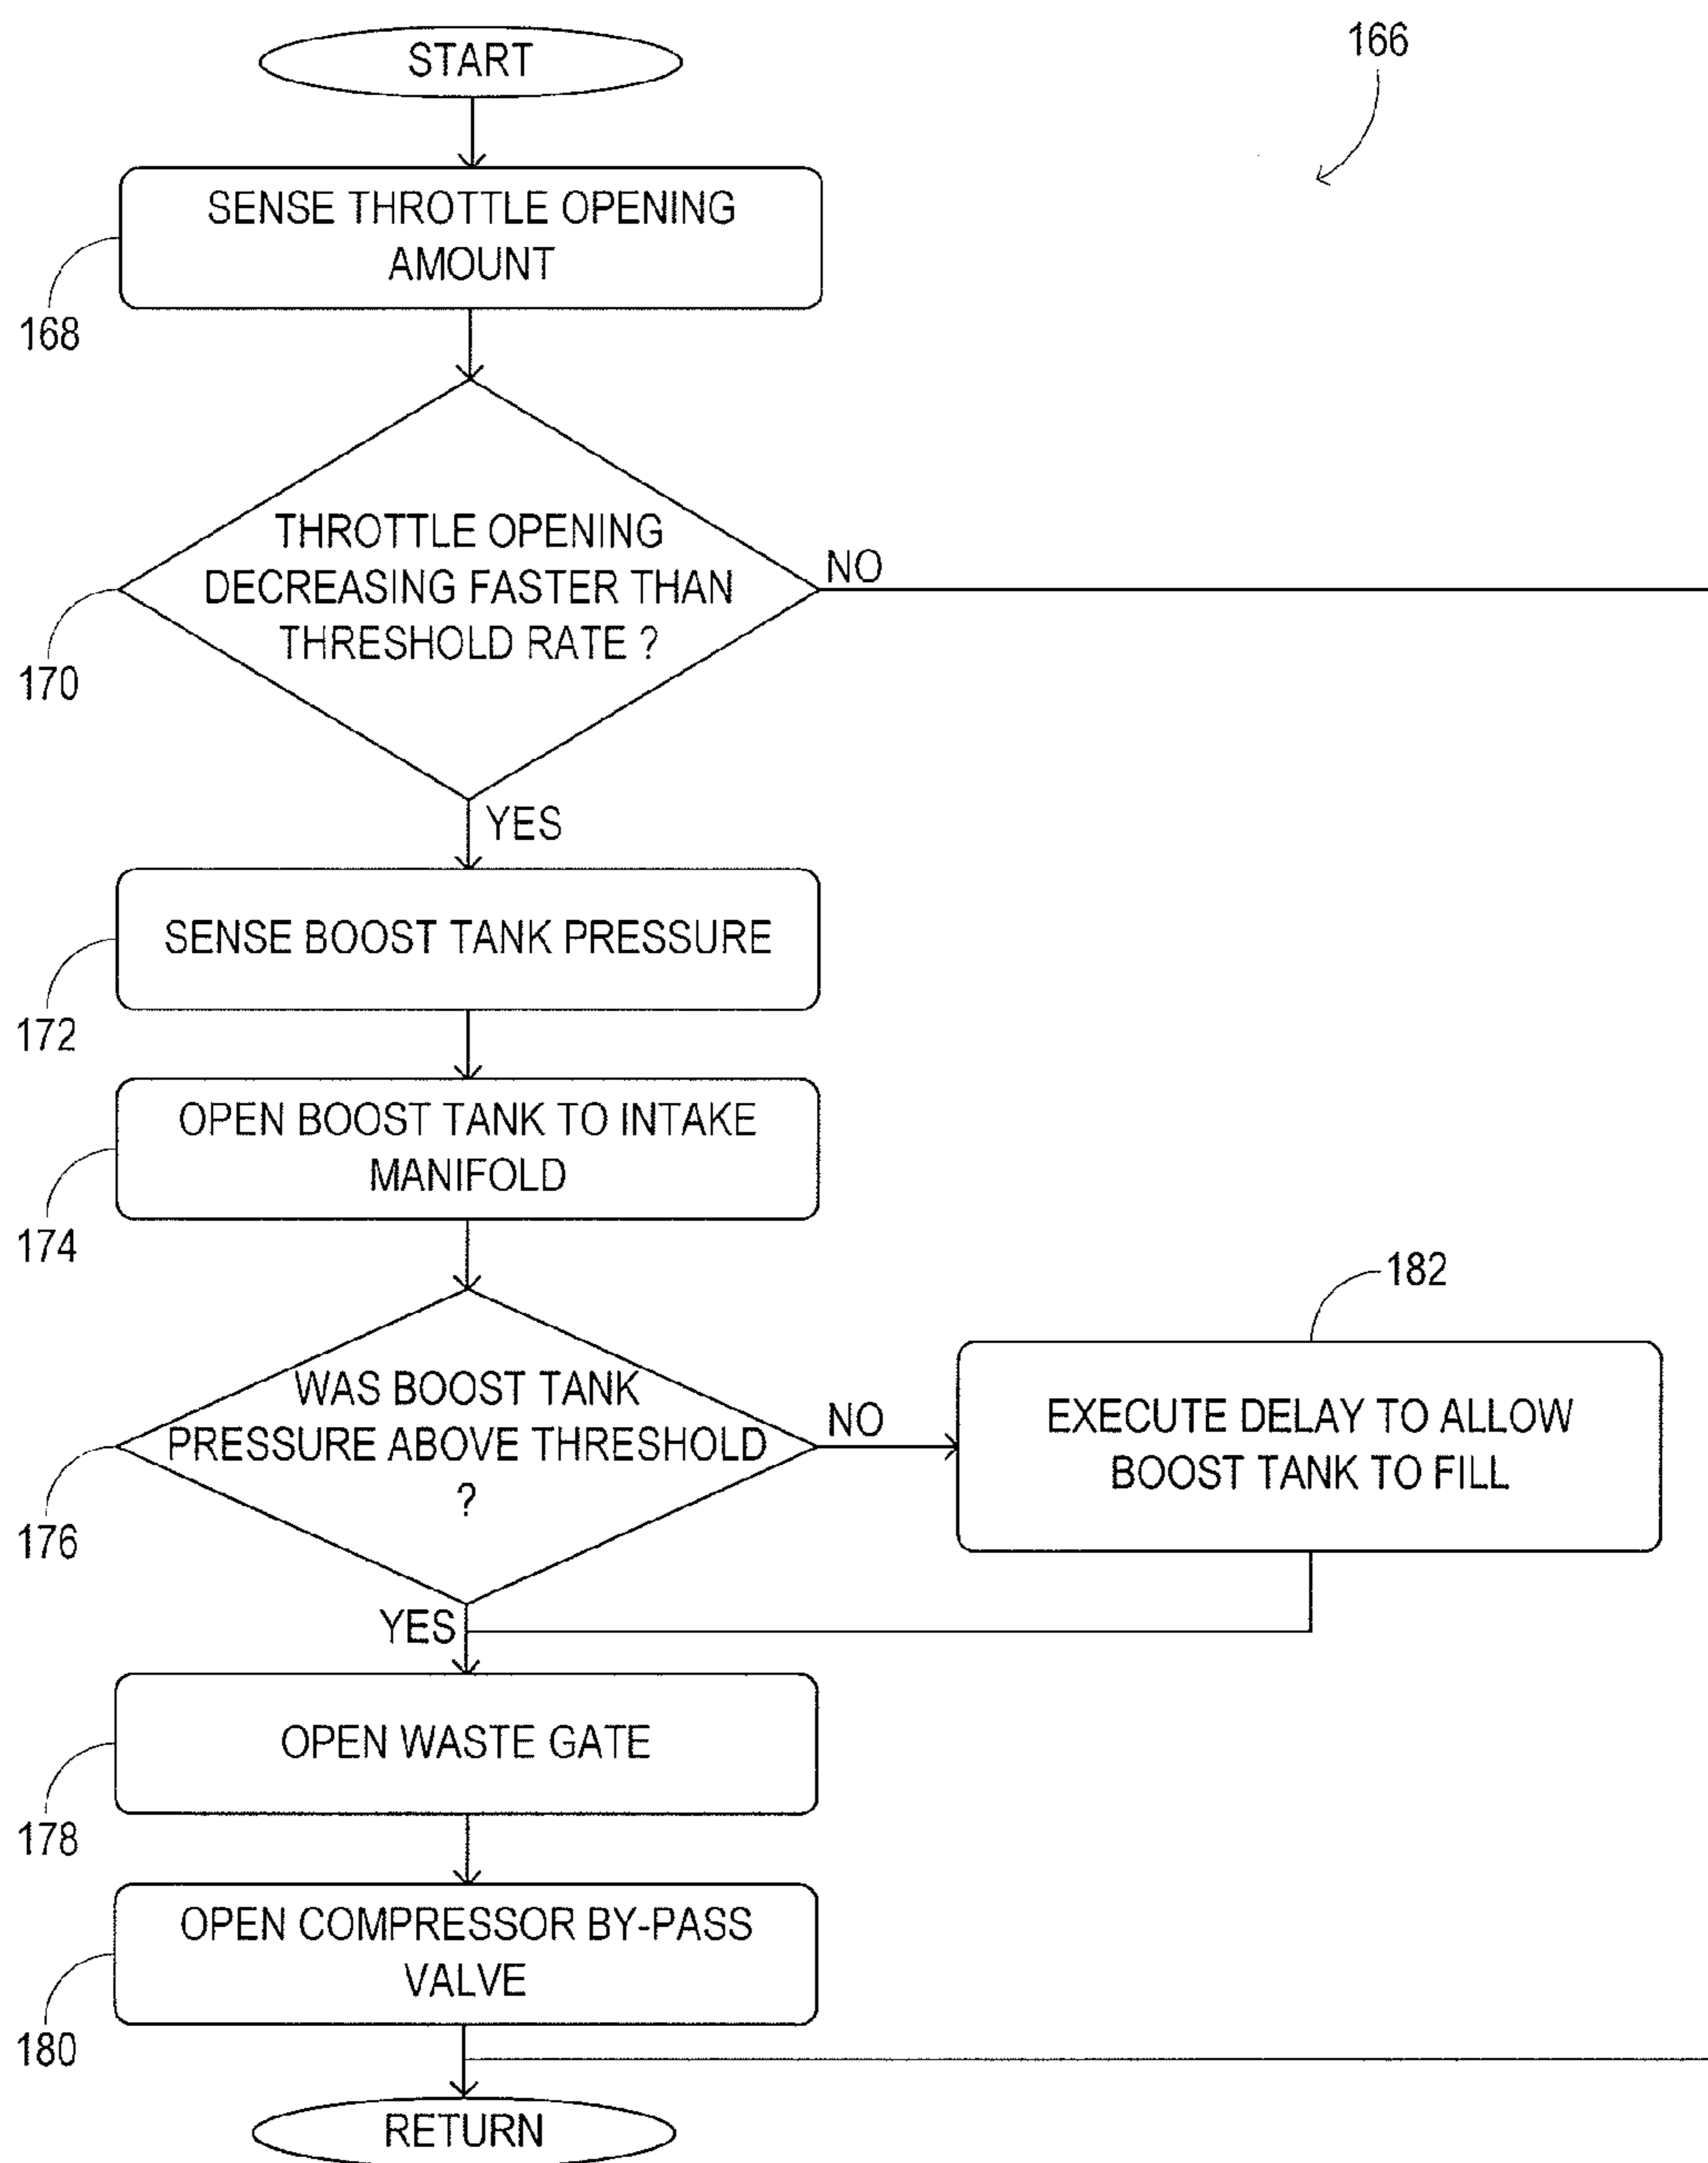 START
166
SENSE THROTTLE OPENING
AMOUNT
168
THROTTLE OPENING
DECREASING FASTER THAN
THRESHOLD RATE ?
NO
170
YES
SENSE BOOST TANK PRESSURE
172
OPEN BOOST TANK TO INTAKE
MANIFOLD
174
182
WAS BOOST TANK
PRESSURE ABOVE THRESHOLD
?
NO
EXECUTE DELAY TO ALLOW
BOOST TANK TO FILL
176
YES
OPEN WASTE GATE
178
OPEN COMPRESSOR BY-PASS
VALVE
180
RETURN